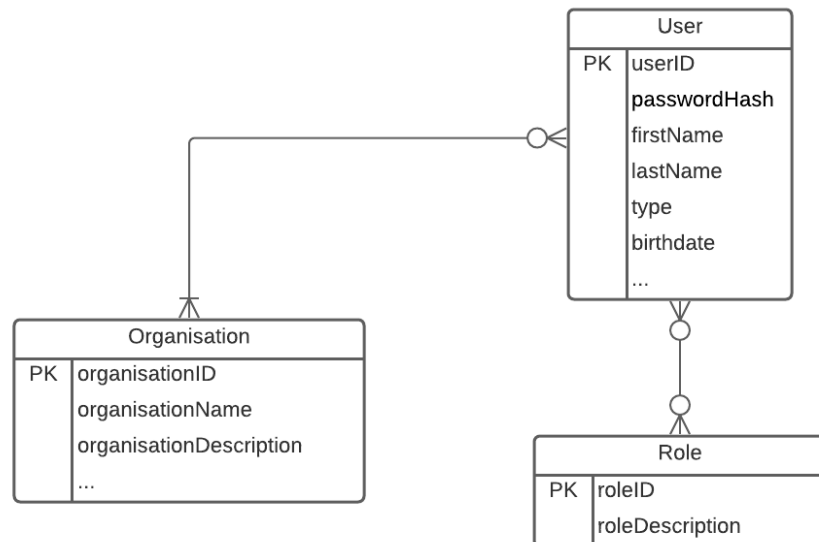 User
PK userID
passwordHash
firstName
lastName
type
birthdate
...
Organisation
PK organisationID
organisationName
organisationDescription
...
Role
PK roleID
roleDescription